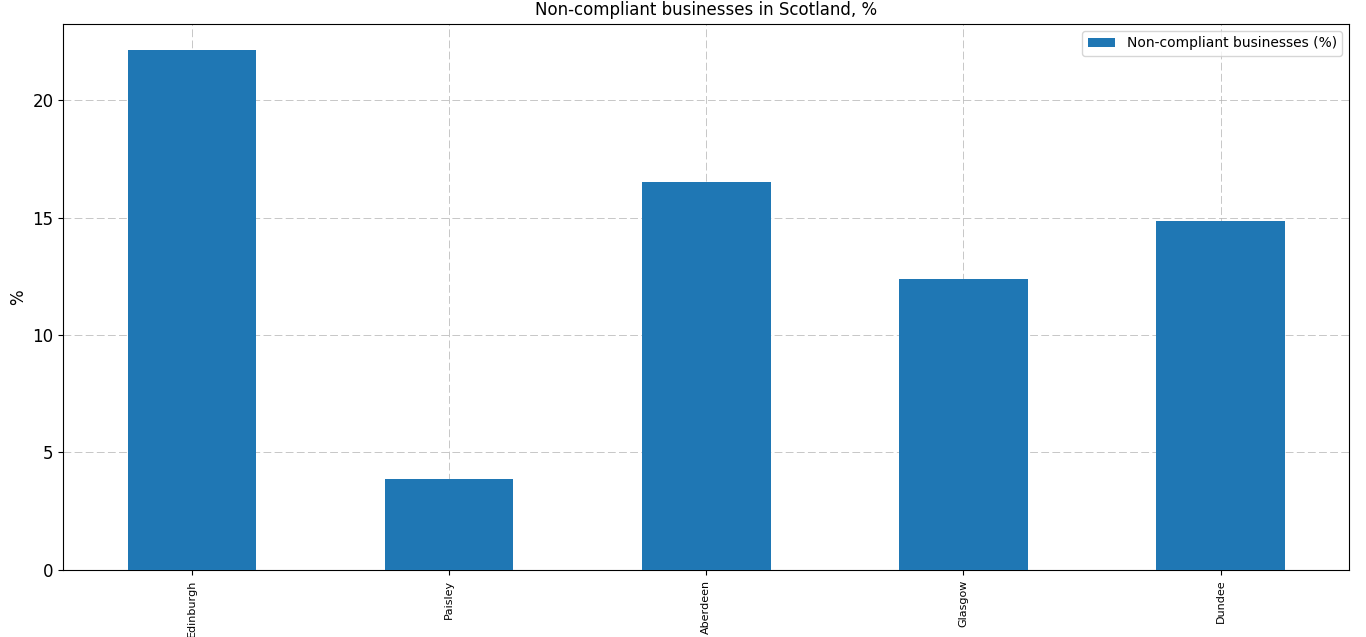 Non-compliant businesses in Scotland, %
Non-compliant businesses (%)
%
20
15
10
5
0
Edinburgh
Paisley
Aberdeen
Glasgow
Dundee